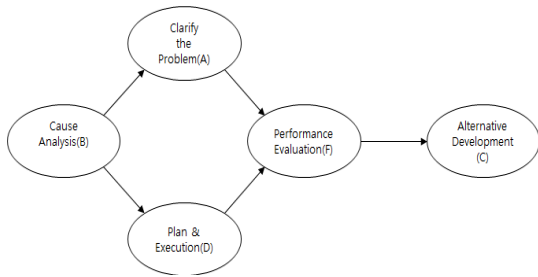 Clarify
the
Problem(A)
Cause
Analysis(B)
Performance
Evaluation(F)
Alternative
Development
(C)
Plan &
Execution(D)